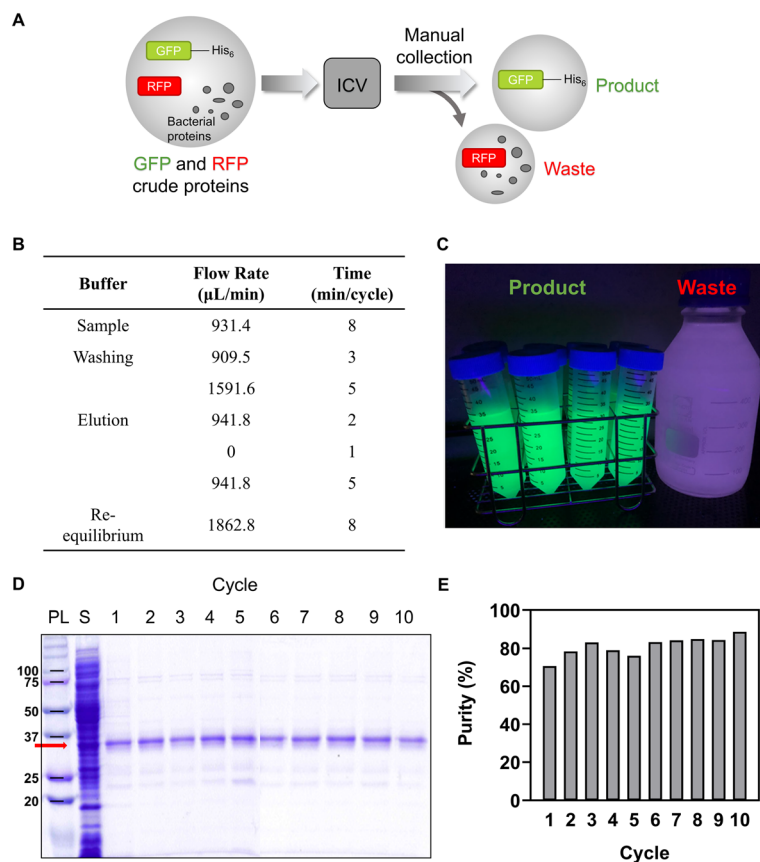 A
GFP
His6
RFP
Bacterial
proteins
GFP and RFP
crude proteins
ICV
Manual
collection
GFP
His6
Product
RFP
Waste
B
Buffer Flow Rate Time
(µL/min) (min/cycle)
Sample 931.4 8
Washing 909.5 3
1591.6 5
Elution 941.8 2
0 1
941.8 5
Re-
equilibrium 1862.8 8
C
Product Waste
D
Cycle
PL S 1 2 3 4 5 6 7 8 9 10
100
75
50
37
25
20
E
Purity (%)
100
80
60
40
20
0
1 2 3 4 5 6 7 8 9 10
Cycle